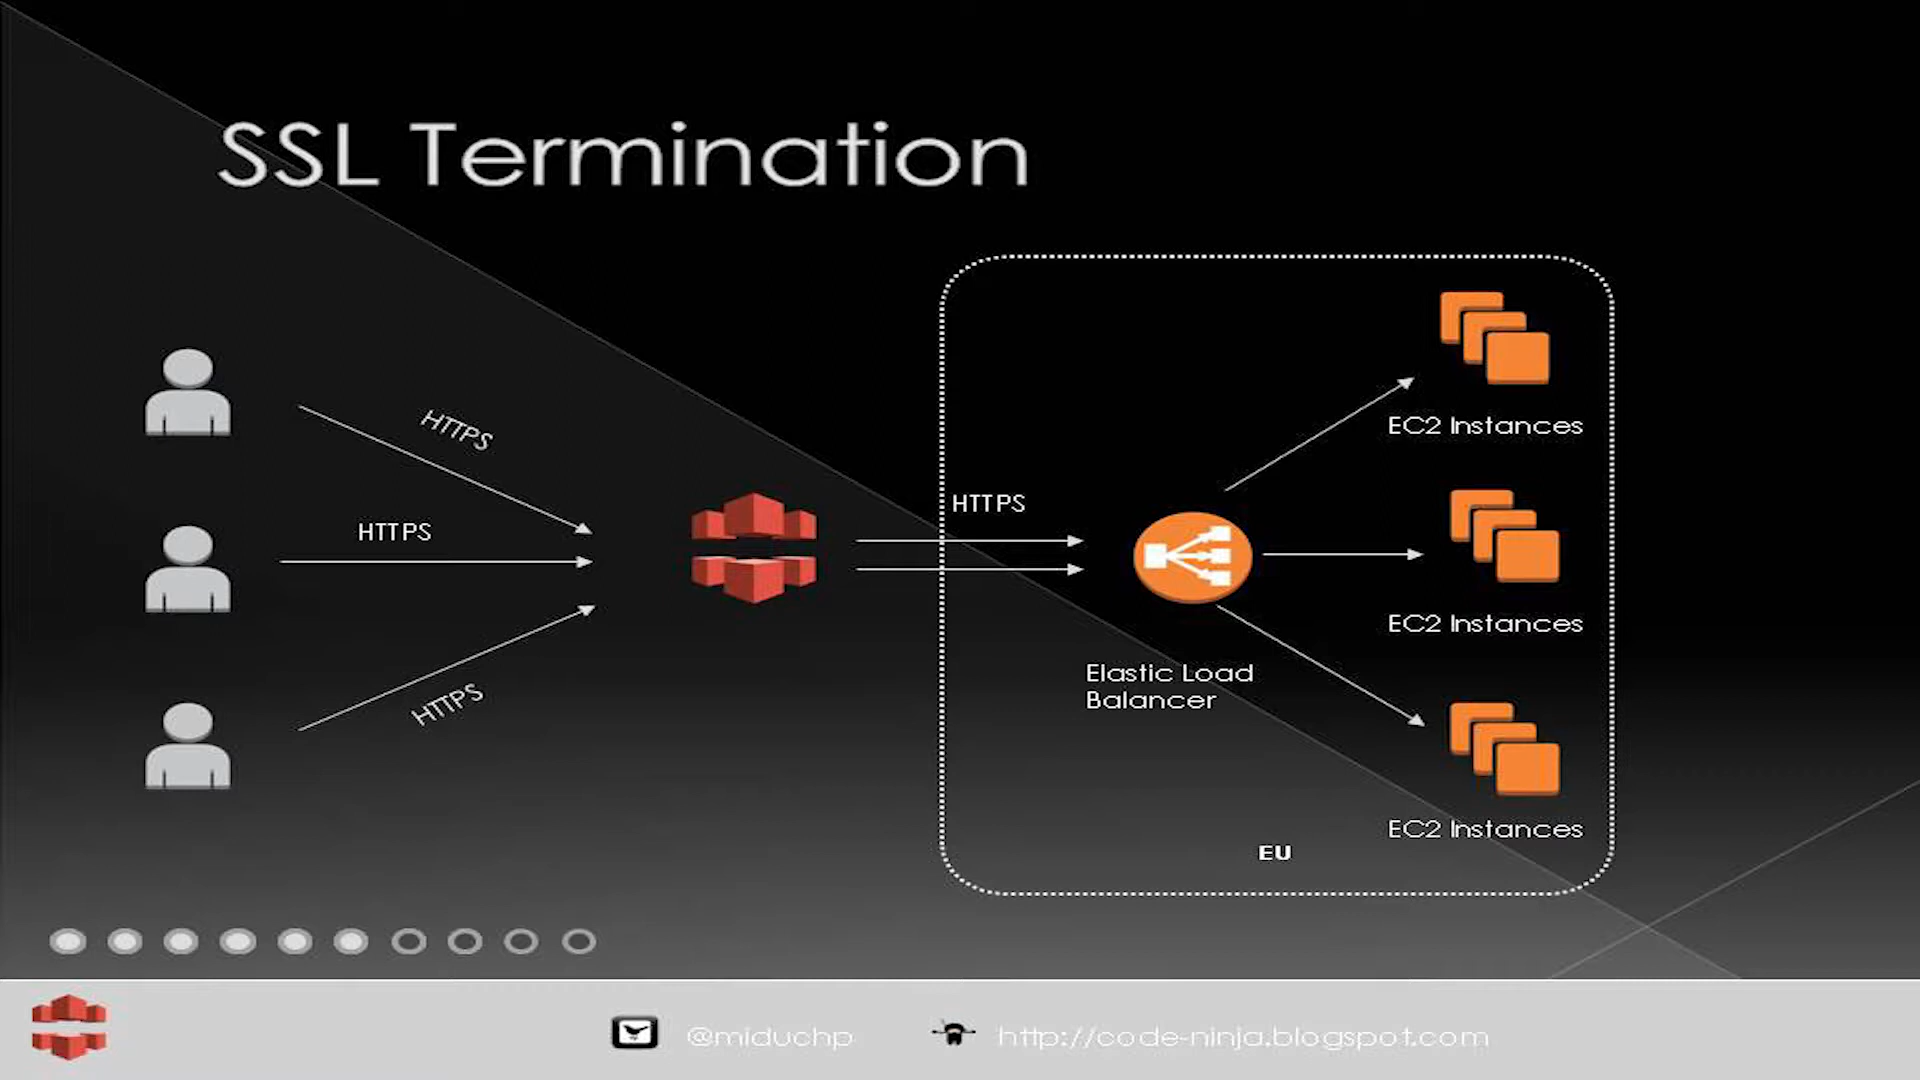 SSL Termination
HTTPS
HTTPS
HTTPS
HTTPS
Elastic Load
Balancer
EC2 Instances
EC2 Instances
EC2 Instances
EU
@miduchp
http://code-ninja.blogspot.com